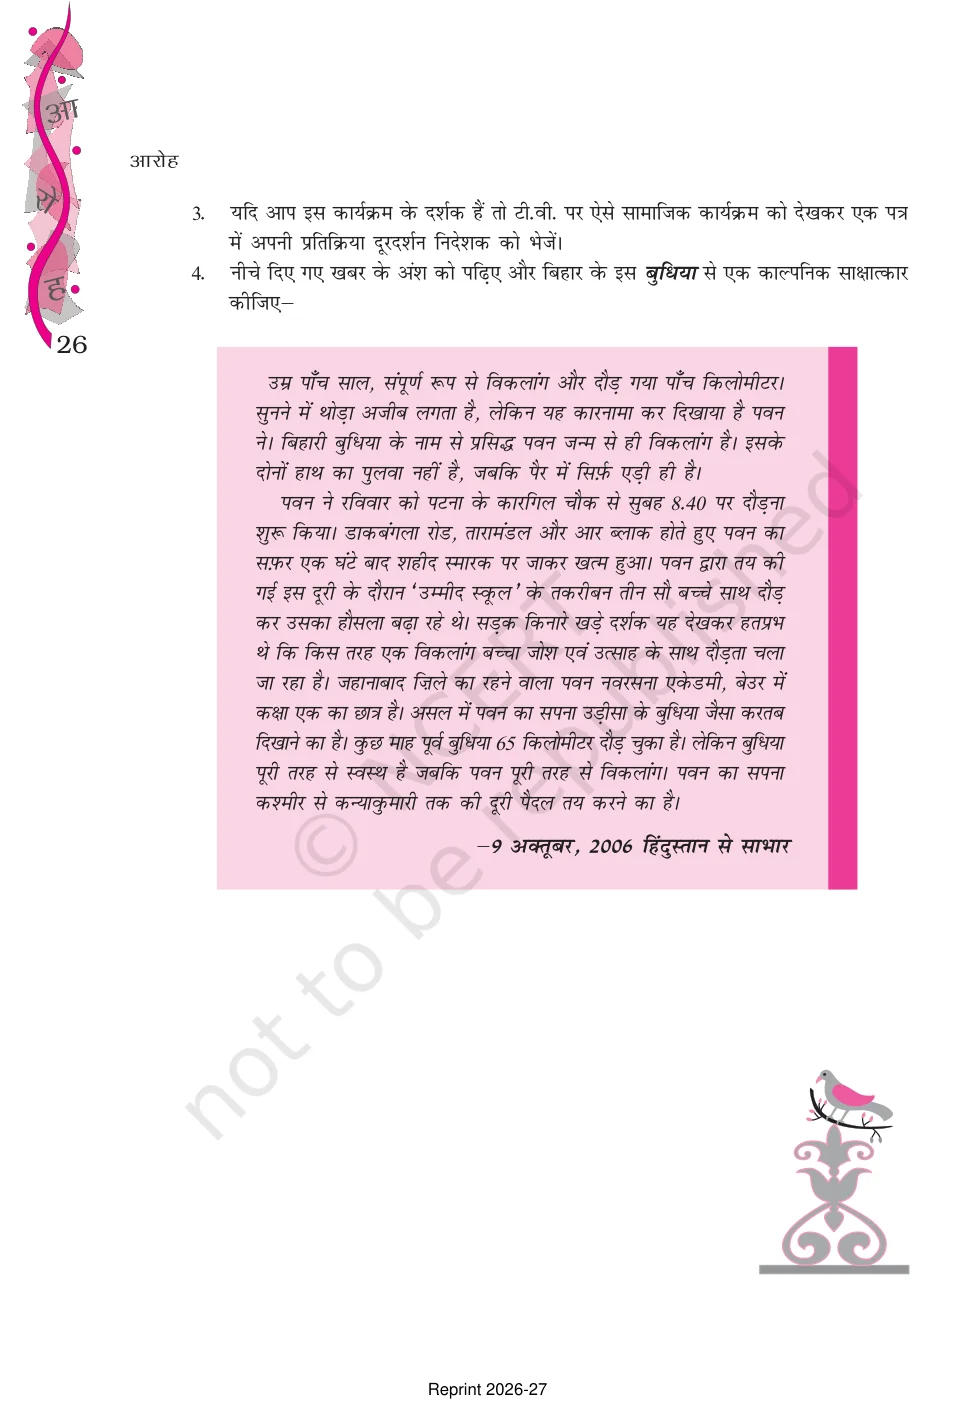 आ
रो
ह
आरोह
26
3. यदि आप इस कार्यक्रम के दर्शक हैं तो टी.वी. पर ऐसे सामाजिक कार्यक्रम को देखकर एक पत्र
में अपनी प्रतिक्रिया दूरदर्शन निदेशक को भेजें।
4. नीचे दिए गए खबर के अंश को पढ़िए और बिहार के इस बुधिया से एक काल्पनिक साक्षात्कार
कीजिए–
उम्र पाँच साल, संपूर्ण रूप से विकलांग और दौड़ गया पाँच किलोमीटर।
सुनने में थोड़ा अजीब लगता है, लेकिन यह कारनामा कर दिखाया है पवन
ने। बिहारी बुधिया के नाम से प्रसिद्ध पवन जन्म से ही विकलांग है। इसके
दोनों हाथ का पुलवा नहीं है, जबकि पैर में सिर्फ़ एड़ी ही है।
पवन ने रविवार को पटना के कारगिल चौक से सुबह 8.40 पर दौड़ना
शुरू किया। डाकबंगला रोड, तारामंडल और आर ब्लाक होते हुए पवन का
सफ़र एक घंटे बाद शहीद स्मारक पर जाकर खत्म हुआ। पवन द्वारा तय की
गई इस दूरी के दौरान ‘उम्मीद स्कूल’ के तकरीबन तीन सौ बच्चे साथ दौड़
कर उसका हौसला बढ़ा रहे थे। सड़क किनारे खड़े दर्शक यह देखकर हतप्रभ
थे कि किस तरह एक विकलांग बच्चा जोश एवं उत्साह के साथ दौड़ता चला
जा रहा है। जहानाबाद ज़िले का रहने वाला पवन नवरसना एकेडमी, बेउर में
कक्षा एक का छात्र है। असल में पवन का सपना उड़ीसा के बुधिया जैसा करतब
दिखाने का है। कुछ माह पूर्व बुधिया 65 किलोमीटर दौड़ चुका है। लेकिन बुधिया
पूरी तरह से स्वस्थ है जबकि पवन पूरी तरह से विकलांग। पवन का सपना
कश्मीर से कन्याकुमारी तक की दूरी पैदल तय करने का है।
–9 अक्तूबर, 2006 हिंदुस्तान से साभार
© NCERT
not to be republished
Reprint 2026-27